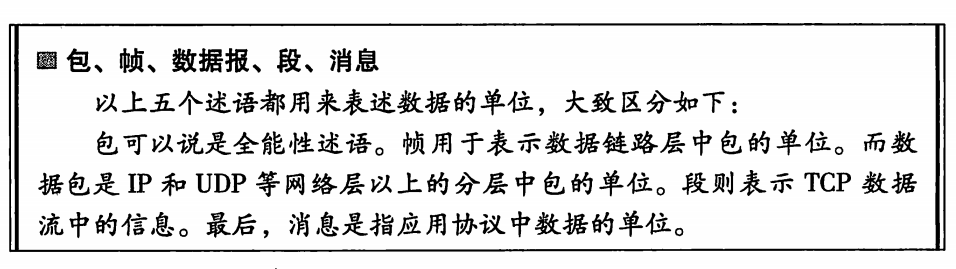 包、帧、数据报、段、消息
以上五个述语都用来表述数据的单位，大致区分如下：
包可以说是全能性述语。帧用于表示数据链路层中包的单位。而数
据包是 IP 和 UDP 等网络层以上的分层中包的单位。段则表示 TCP 数据
流中的信息。最后，消息是指应用协议中数据的单位。